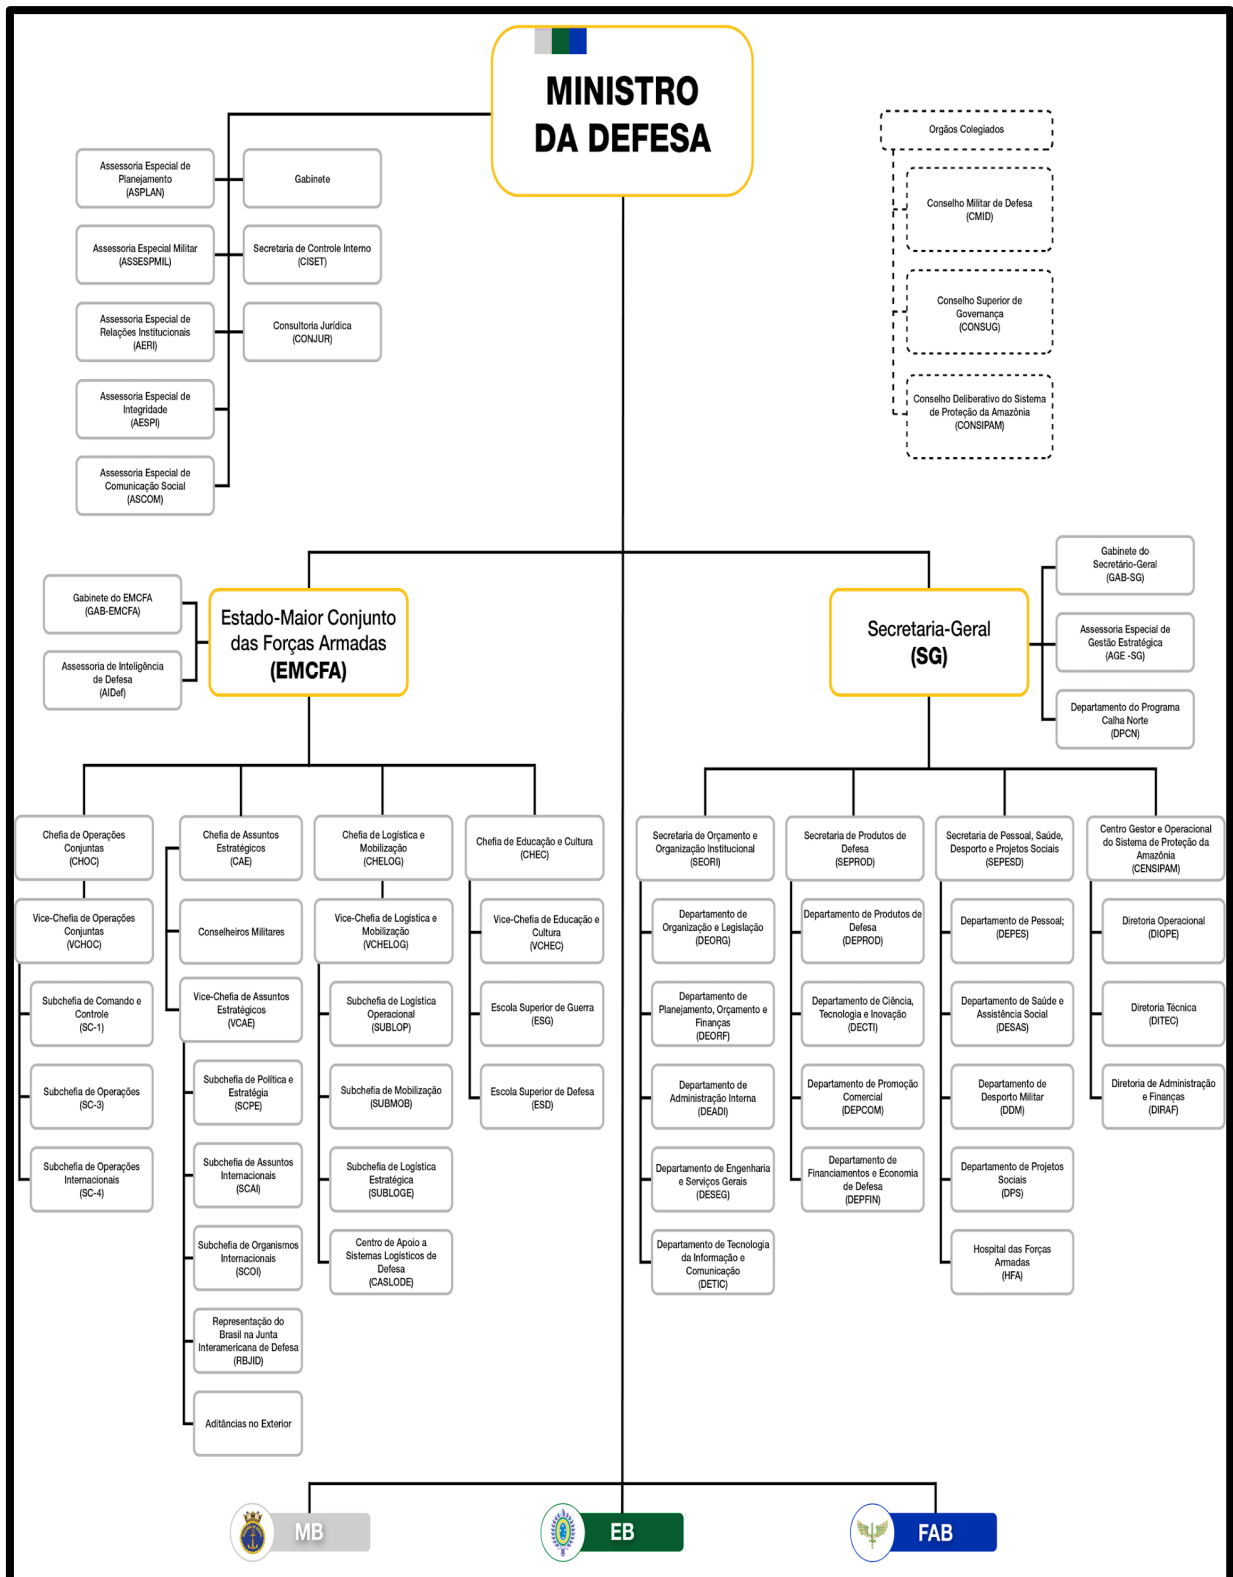 MINISTRO
DA DEFESA
Assessoria Especial de
Planejamento
(ASPLAN)
Gabinete
Assessoria Especial Militar
(ASSESPMIL)
Secretaria de Controle Interno
(CISET)
Assessoria Especial de
Relações Institucionais
(AERI)
Consultoria Jurídica
(CONJUR)
Assessoria Especial de
Integridade
(AESPI)
Assessoria Especial de
Comunicação Social
(ASCOM)
Orgãos Colegiados
Conselho Militar de Defesa
(CMID)
Conselho Superior de
Governança
(CONSUG)
Conselho Deliberativo do Sistema
de Proteção da Amazônia
(CONSIPAM)
Gabinete do EMCFA
(GAB-EMCFA)
Assessoria de Inteligência
de Defesa
(AIDef)
Estado-Maior Conjunto
das Forças Armadas
(EMCFA)
Secretaria-Geral
(SG)
Gabinete do
Secretário-Geral
(GAB-SG)
Assessoria Especial de
Gestão Estratégica
(AGE -SG)
Departamento do Programa
Calha Norte
(DPCN)
Chefia de Operações
Conjuntas
(CHOC)
Vice-Chefia de Operações
Conjuntas
(VCHOC)
Subchefia de Comando e
Controle
(SC-1)
Subchefia de Operações
(SC-3)
Subchefia de Operações
Internacionais
(SC-4)
Chefia de Assuntos
Estratégicos
(CAE)
Conselheiros Militares
Vice-Chefia de Assuntos
Estratégicos
(VCAE)
Subchefia de Política e
Estratégia
(SCPE)
Subchefia de Assuntos
Internacionais
(SCAI)
Subchefia de Organismos
Internacionais
(SCOI)
Representação do
Brasil na Junta
Interamericana de Defesa
(RBJID)
Aditâncias no Exterior
Chefia de Logística e
Mobilização
(CHELOG)
Vice-Chefia de Logística e
Mobilização
(VCHELOG)
Subchefia de Logística
Operacional
(SUBLOP)
Subchefia de Mobilização
(SUBMOB)
Subchefia de Logística
Estratégica
(SUBLOGE)
Centro de Apoio a
Sistemas Logísticos de
Defesa
(CASLODE)
Chefia de Educação e Cultura
(CHEC)
Vice-Chefia de Educação e
Cultura
(VCHEC)
Escola Superior de Guerra
(ESG)
Escola Superior de Defesa
(ESD)
Secretaria de Orçamento e
Organização Institucional
(SEORI)
Departamento de
Organização e Legislação
(DEORG)
Departamento de
Planejamento, Orçamento e
Finanças
(DEORF)
Departamento de
Administração Interna
(DEADI)
Departamento de Engenharia
e Serviços Gerais
(DESEG)
Departamento de Tecnologia
da Informação e
Comunicação
(DETIC)
Secretaria de Produtos de
Defesa
(SEPROD)
Departamento de Produtos de
Defesa
(DEPROD)
Departamento de Ciência,
Tecnologia e Inovação
(DECTI)
Departamento de Promoção
Comercial
(DEPCOM)
Departamento de
Financiamentos e Economia
de Defesa
(DEPFIN)
Secretaria de Pessoal, Saúde,
Desporto e Projetos Sociais
(SEPESD)
Departamento de Pessoal;
(DEPES)
Departamento de Saúde e
Assistência Social
(DESAS)
Departamento de
Desporto Militar
(DDM)
Departamento de Projetos
Sociais
(DPS)
Hospital das Forças
Armadas
(HFA)
Centro Gestor e Operacional
do Sistema de Proteção da
Amazônia
(CENSIPAM)
Diretoria Operacional
(DIOPE)
Diretoria Técnica
(DITEC)
Diretoria de Administração
e Finanças
(DIRAF)
MB
EB
FAB